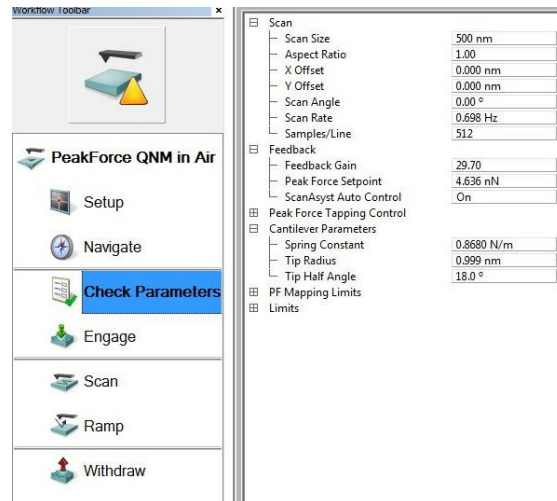 Workflow Toolbar
×
PeakForce QNM in Air
Setup
Navigate
Check Parameters
Engage
Scan
Ramp
Withdraw
Scan
Scan Size 500 nm
Aspect Ratio 1.00
X Offset 0.000 nm
Y Offset 0.000 nm
Scan Angle 0.00 º
Scan Rate 0.698 Hz
Samples/Line 512
Feedback
Feedback Gain 29.70
Peak Force Setpoint 4.636 nN
ScanAsyst Auto Control On
Peak Force Tapping Control
Cantilever Parameters
Spring Constant 0.8680 N/m
Tip Radius 0.999 nm
Tip Half Angle 18.0 º
PF Mapping Limits
Limits